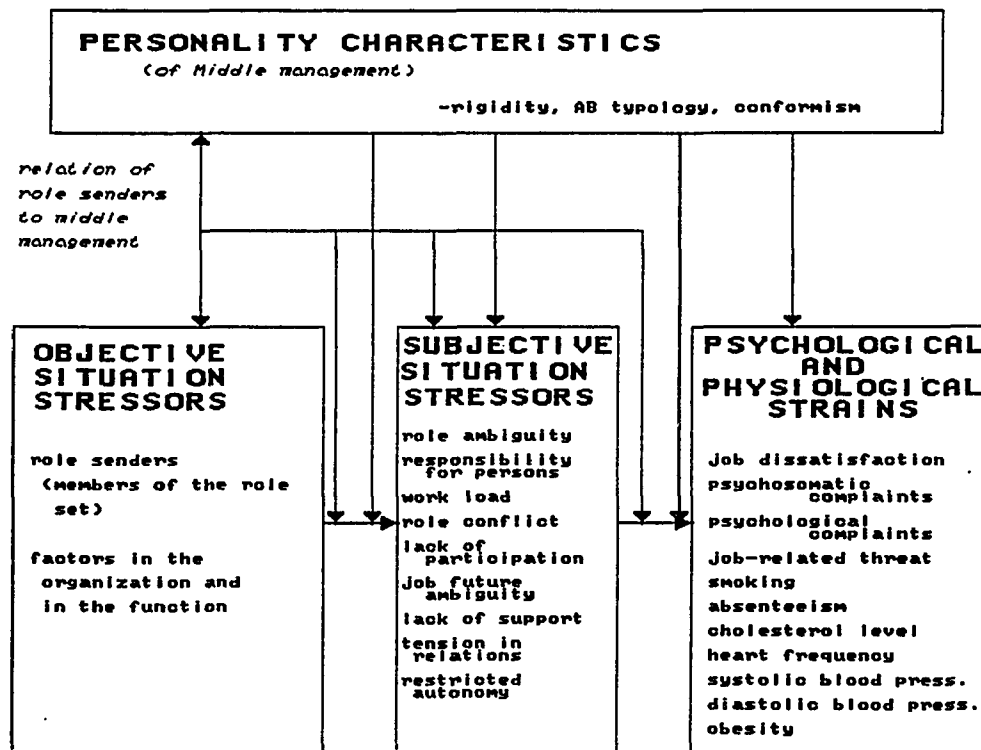 PERSONALITY CHARACTERISTICS
(of Middle management)
-rigidity, AB typology, conformism
relation of
role senders
to middle
management
OBJECTIVE
SITUATION
STRESSORS
role senders
(members of the role
set)
factors in the
organization and
in the function
SUBJECTIVE
SITUATION
STRESSORS
role ambiguity
responsibility
for persons
work load
role conflict
lack of
participation
job future
ambiguity
lack of support
tension in
relations
restricted
autonomy
PSYCHOLOGICAL
AND
PHYSIOLOGICAL
STRAINS
job dissatisfaction
psychosomatic
complaints
psychological
complaints
job-related threat
smoking
absenteeism
cholesterol level
heart frequency
systolic blood press.
diastolic blood press.
obesity